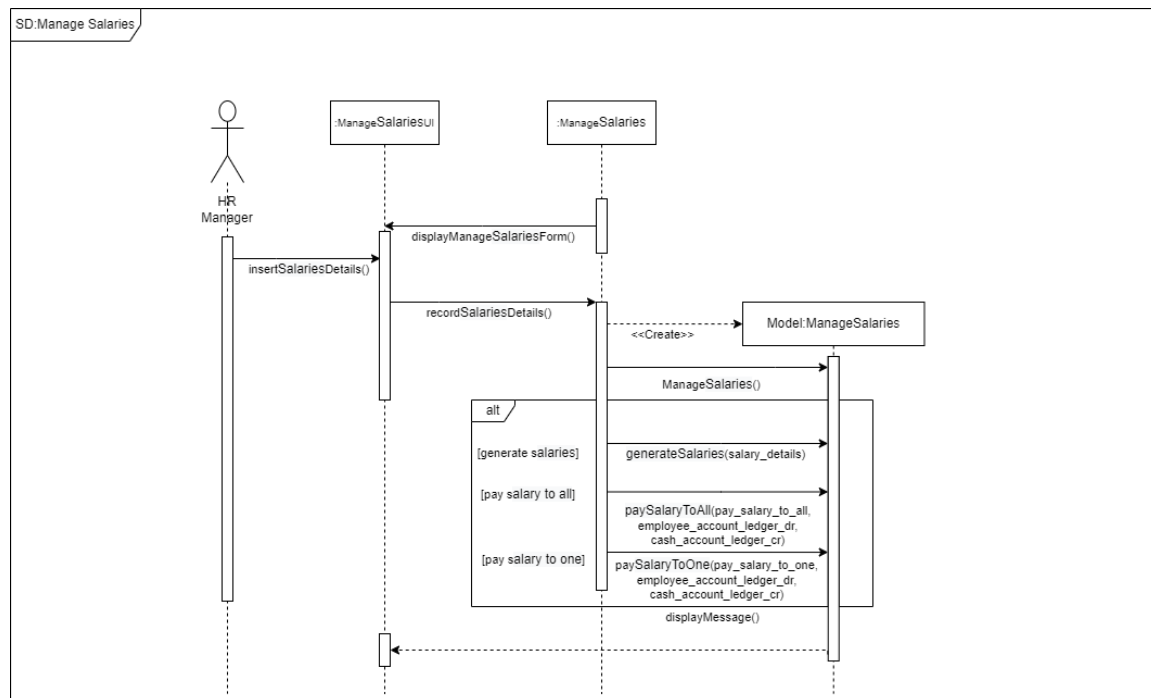 SD:Manage Salaries
:ManageSalariesUI
:ManageSalaries
HR
Manager
displayManageSalariesForm()
insertSalariesDetails()
recordSalariesDetails()
Model:ManageSalaries
<<Create>>
ManageSalaries()
alt
[generate salaries]
generateSalaries(salary_details)
[pay salary to all]
paySalaryToAll(pay_salary_to_all,
employee_account_ledger_dr,
cash_account_ledger_cr)
[pay salary to one]
paySalaryToOne(pay_salary_to_one,
employee_account_ledger_dr,
cash_account_ledger_cr)
displayMessage()